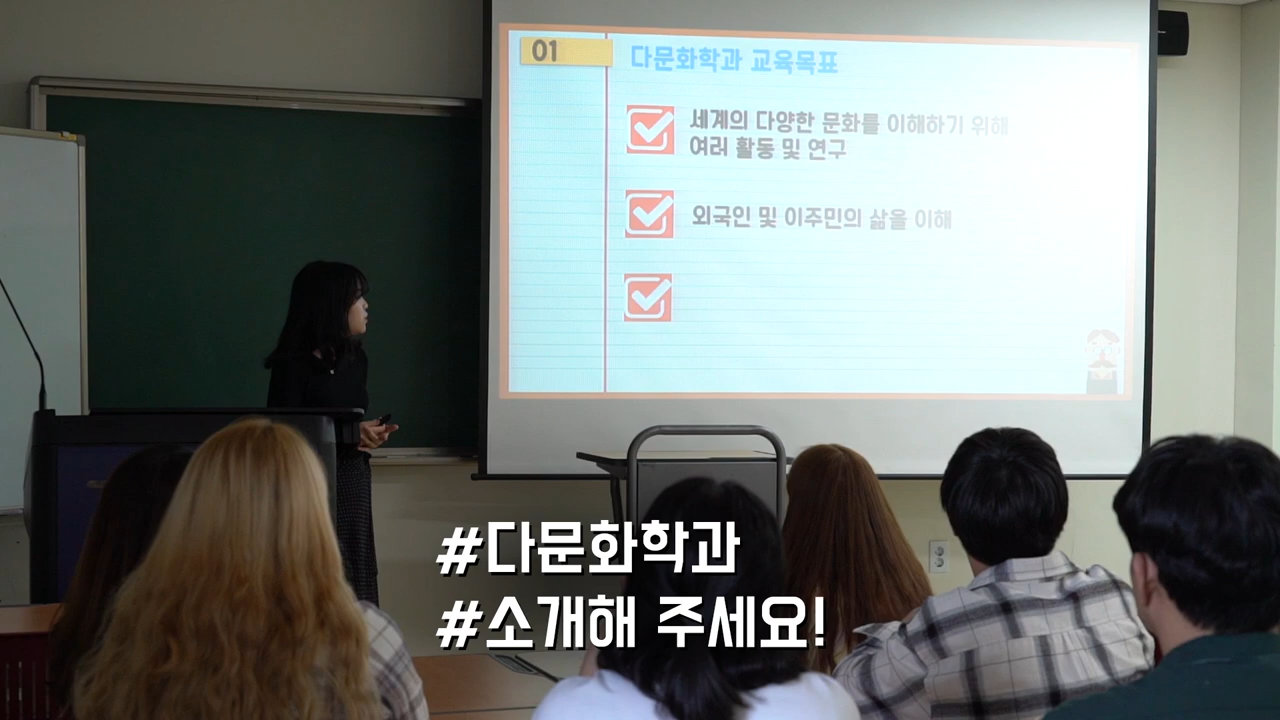 01
다문화학과 교육목표
세계의 다양한 문화를 이해하기 위해
여러 활동 및 연구
외국인 및 이주민의 삶을 이해
#다문화학과
#소개해 주세요!